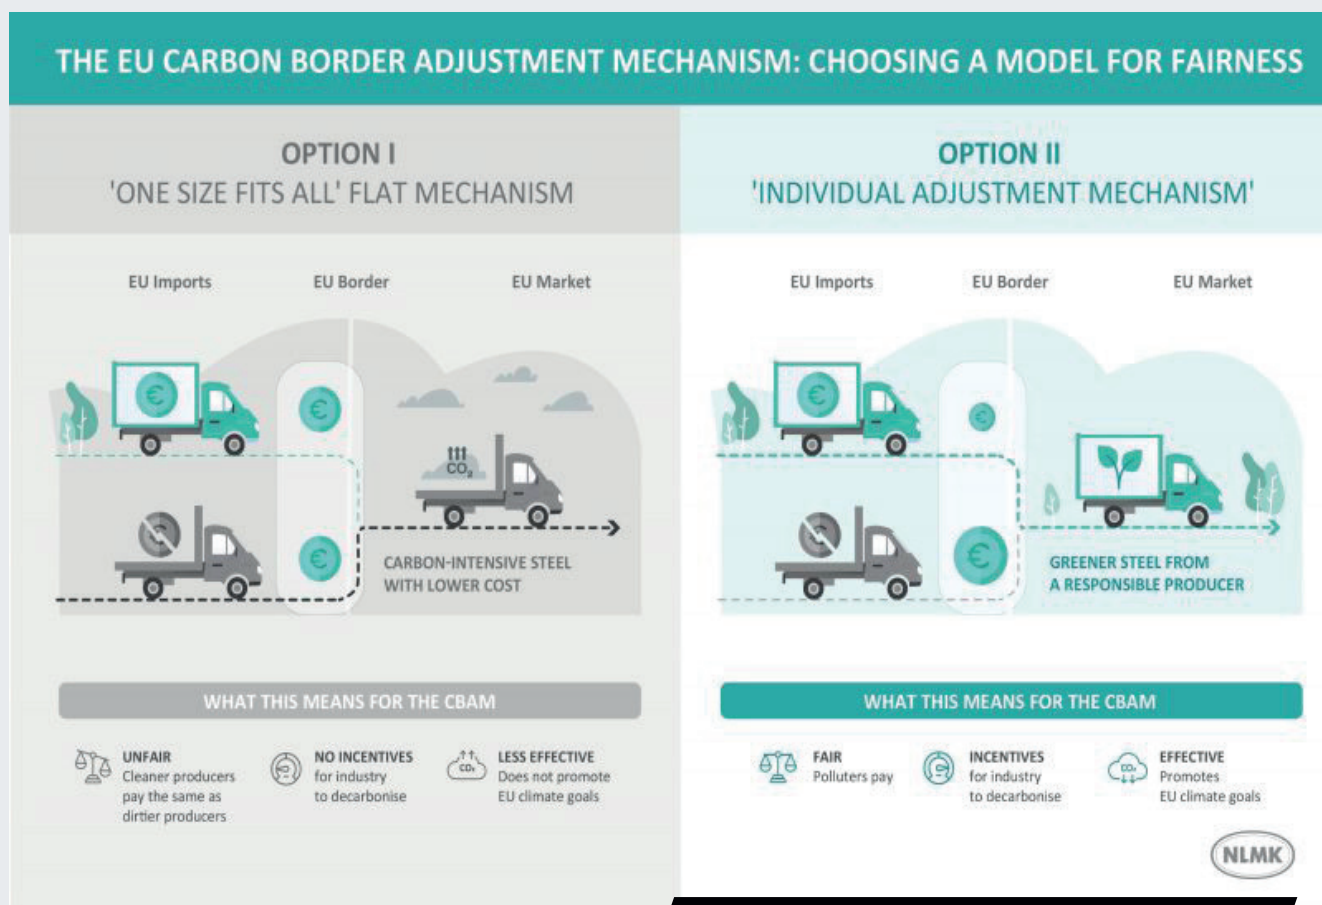 THE EU CARBON BORDER ADJUSTMENT MECHANISM: CHOOSING A MODEL FOR FAIRNESS
OPTION I
'ONE SIZE FITS ALL' FLAT MECHANISM
EU Imports
EU Border
EU Market
€
€
CO₂
€
€
CARBON-INTENSIVE STEEL
WITH LOWER COST
WHAT THIS MEANS FOR THE CBAM
UNFAIR
Cleaner producers
pay the same as
dirtier producers
NO INCENTIVES
for industry
to decarbonise
CO₂
LESS EFFECTIVE
Does not promote
EU climate goals
OPTION II
'INDIVIDUAL ADJUSTMENT MECHANISM'
EU Imports
EU Border
EU Market
€
€
€
€
GREENER STEEL FROM
A RESPONSIBLE PRODUCER
WHAT THIS MEANS FOR THE CBAM
FAIR
Polluters pay
INCENTIVES
for industry
to decarbonise
CO₂
EFFECTIVE
Promotes
EU climate goals
NLMK